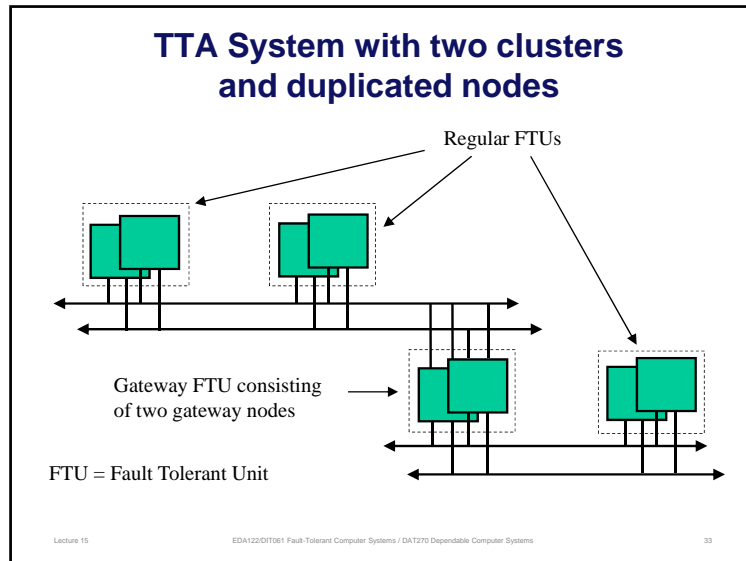 TTA System with two clusters
and duplicated nodes
Regular FTUs
Gateway FTU consisting
of two gateway nodes
FTU = Fault Tolerant Unit
Lecture 15
EDA122/DIT061 Fault-Tolerant Computer Systems / DAT270 Dependable Computer Systems
33